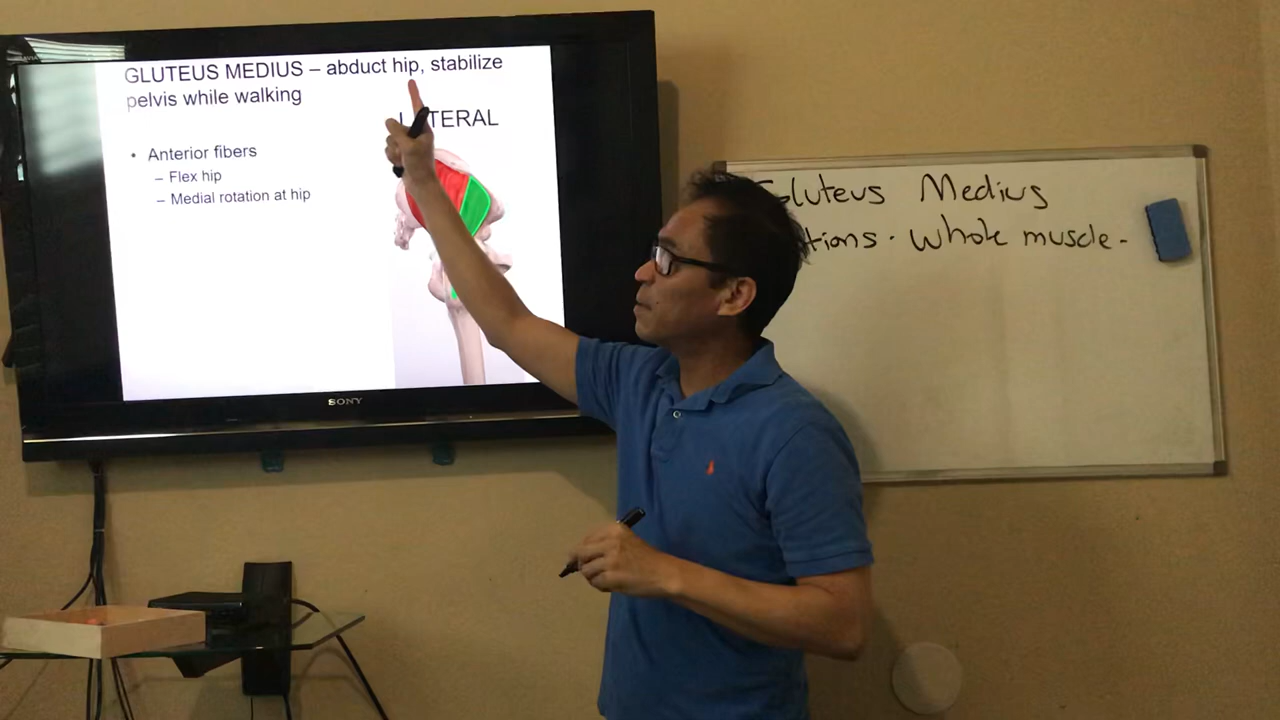 GLUTEUS MEDIUS – abduct hip, stabilize
pelvis while walking
TERAL
• Anterior fibers
– Flex hip
– Medial rotation at hip
SONY
Gluteus Medius
tions. Whole muscle-